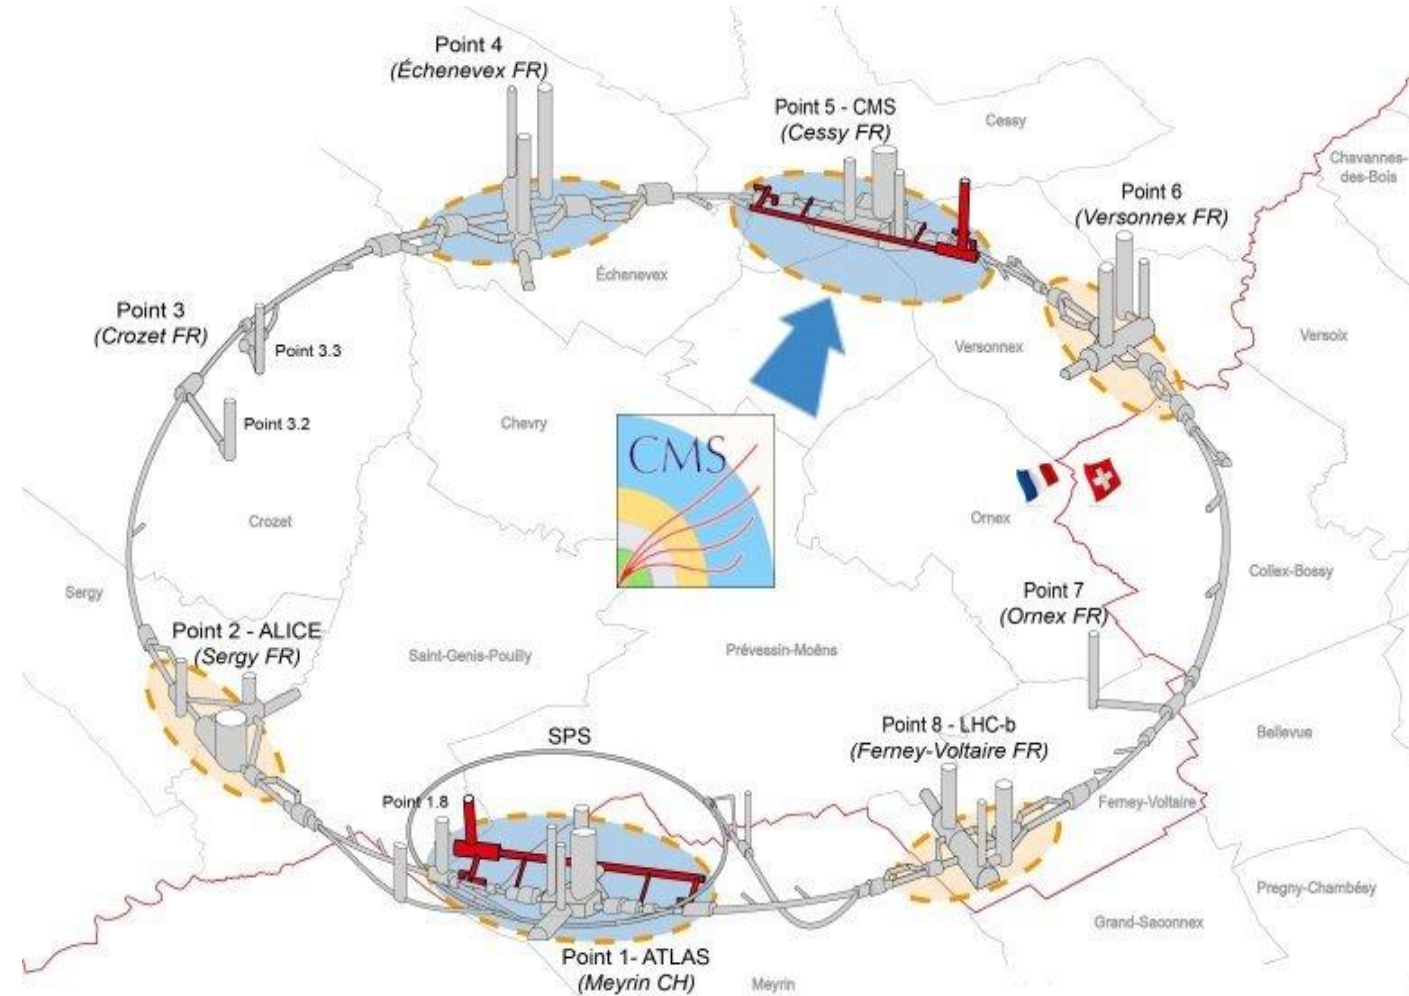 Point 4
(Échenevex FR)
Point 5 - CMS
(Cessy FR)
Cessy
Chavannes-
des-Bois
Point 6
(Versonnex FR)
Échenevex
Point 3
(Crozet FR)
Point 3.3
Versonnex
Versoix
Point 3.2
Chevry
CMS
Crozet
Ornex
Collex-Bossy
Sergy
Point 7
(Ornex FR)
Point 2 - ALICE
(Sergy FR)
Saint-Genis-Pouilly
Prévessin-Moëns
SPS
Point 8 - LHC-b
(Ferney-Voltaire FR)
Bellevue
Point 1.8
Ferney-Voltaire
Pregny-Chambésy
Grand-Saconnex
Point 1- ATLAS
(Meyrin CH)
Meyrin